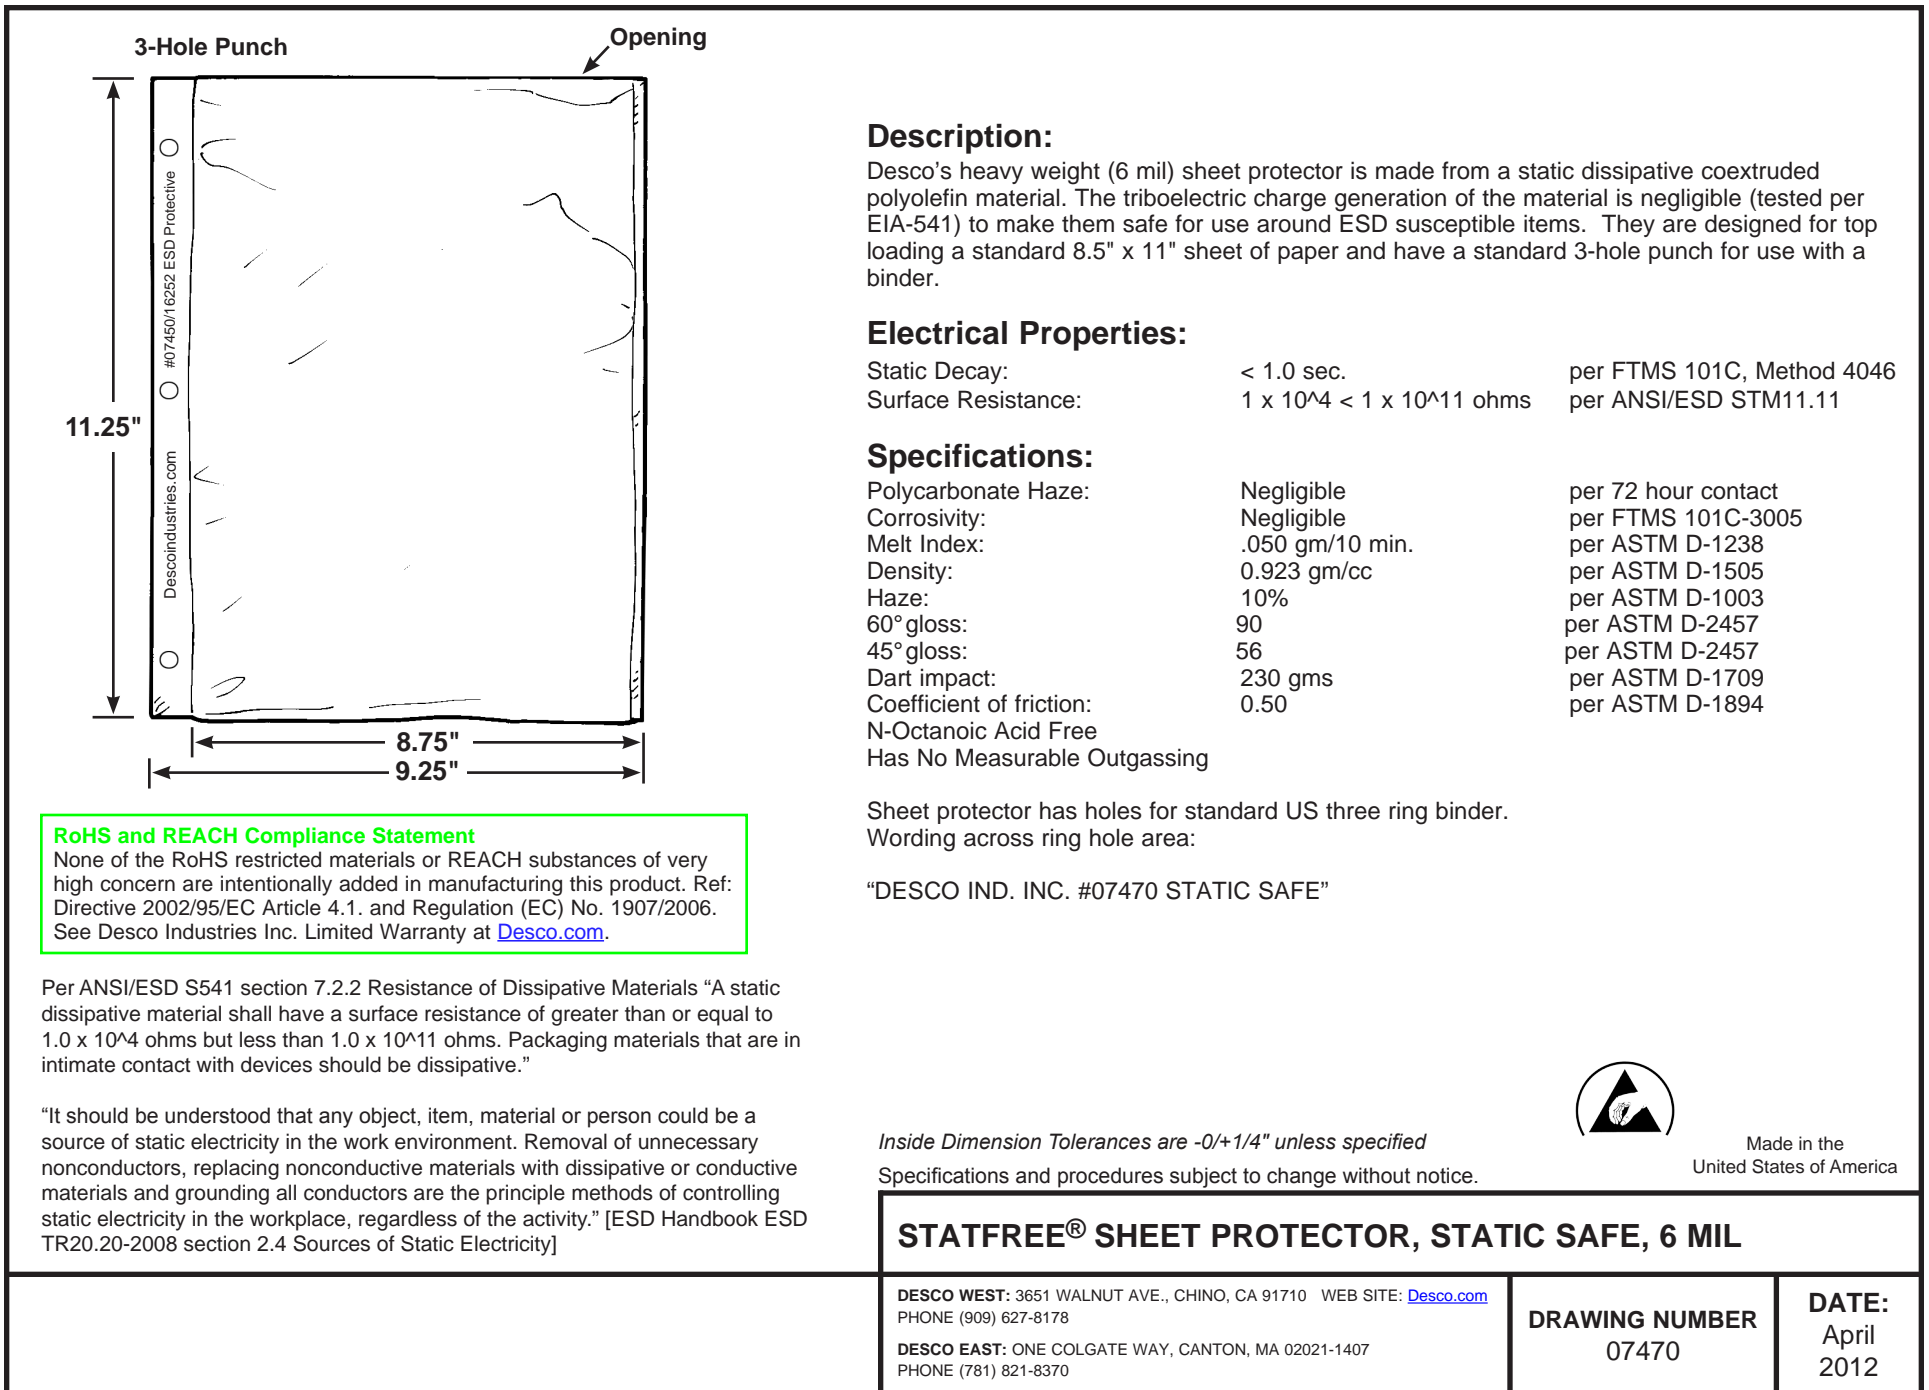 3-Hole Punch
Opening
#07450/16252 ESD Protective
Descoindustries.com
11.25"
8.75"
9.25"
RoHS and REACH Compliance Statement
None of the RoHS restricted materials or REACH substances of very
high concern are intentionally added in manufacturing this product. Ref:
Directive 2002/95/EC Article 4.1. and Regulation (EC) No. 1907/2006.
See Desco Industries Inc. Limited Warranty at Desco.com.
Per ANSI/ESD S541 section 7.2.2 Resistance of Dissipative Materials “A static
dissipative material shall have a surface resistance of greater than or equal to
1.0 x 10^4 ohms but less than 1.0 x 10^11 ohms. Packaging materials that are in
intimate contact with devices should be dissipative.”
“It should be understood that any object, item, material or person could be a
source of static electricity in the work environment. Removal of unnecessary
nonconductors, replacing nonconductive materials with dissipative or conductive
materials and grounding all conductors are the principle methods of controlling
static electricity in the workplace, regardless of the activity.” [ESD Handbook ESD
TR20.20-2008 section 2.4 Sources of Static Electricity]
Description:
Desco’s heavy weight (6 mil) sheet protector is made from a static dissipative coextruded
polyolefin material. The triboelectric charge generation of the material is negligible (tested per
EIA-541) to make them safe for use around ESD susceptible items. They are designed for top
loading a standard 8.5" x 11" sheet of paper and have a standard 3-hole punch for use with a
binder.
Electrical Properties:
Static Decay: < 1.0 sec. per FTMS 101C, Method 4046
Surface Resistance: 1 x 10^4 < 1 x 10^11 ohms per ANSI/ESD STM11.11
Specifications:
Polycarbonate Haze: Negligible per 72 hour contact
Corrosivity: Negligible per FTMS 101C-3005
Melt Index: .050 gm/10 min. per ASTM D-1238
Density: 0.923 gm/cc per ASTM D-1505
Haze: 10% per ASTM D-1003
60° gloss: 90 per ASTM D-2457
45° gloss: 56 per ASTM D-2457
Dart impact: 230 gms per ASTM D-1709
Coefficient of friction: 0.50 per ASTM D-1894
N-Octanoic Acid Free
Has No Measurable Outgassing
Sheet protector has holes for standard US three ring binder.
Wording across ring hole area:
“DESCO IND. INC. #07470 STATIC SAFE”
Inside Dimension Tolerances are -0/+1/4" unless specified
Specifications and procedures subject to change without notice.
Made in the
United States of America
STATFREE® SHEET PROTECTOR, STATIC SAFE, 6 MIL
DESCO WEST: 3651 WALNUT AVE., CHINO, CA 91710 WEB SITE: Desco.com
PHONE (909) 627-8178
DESCO EAST: ONE COLGATE WAY, CANTON, MA 02021-1407
PHONE (781) 821-8370
DRAWING NUMBER
07470
DATE:
April
2012